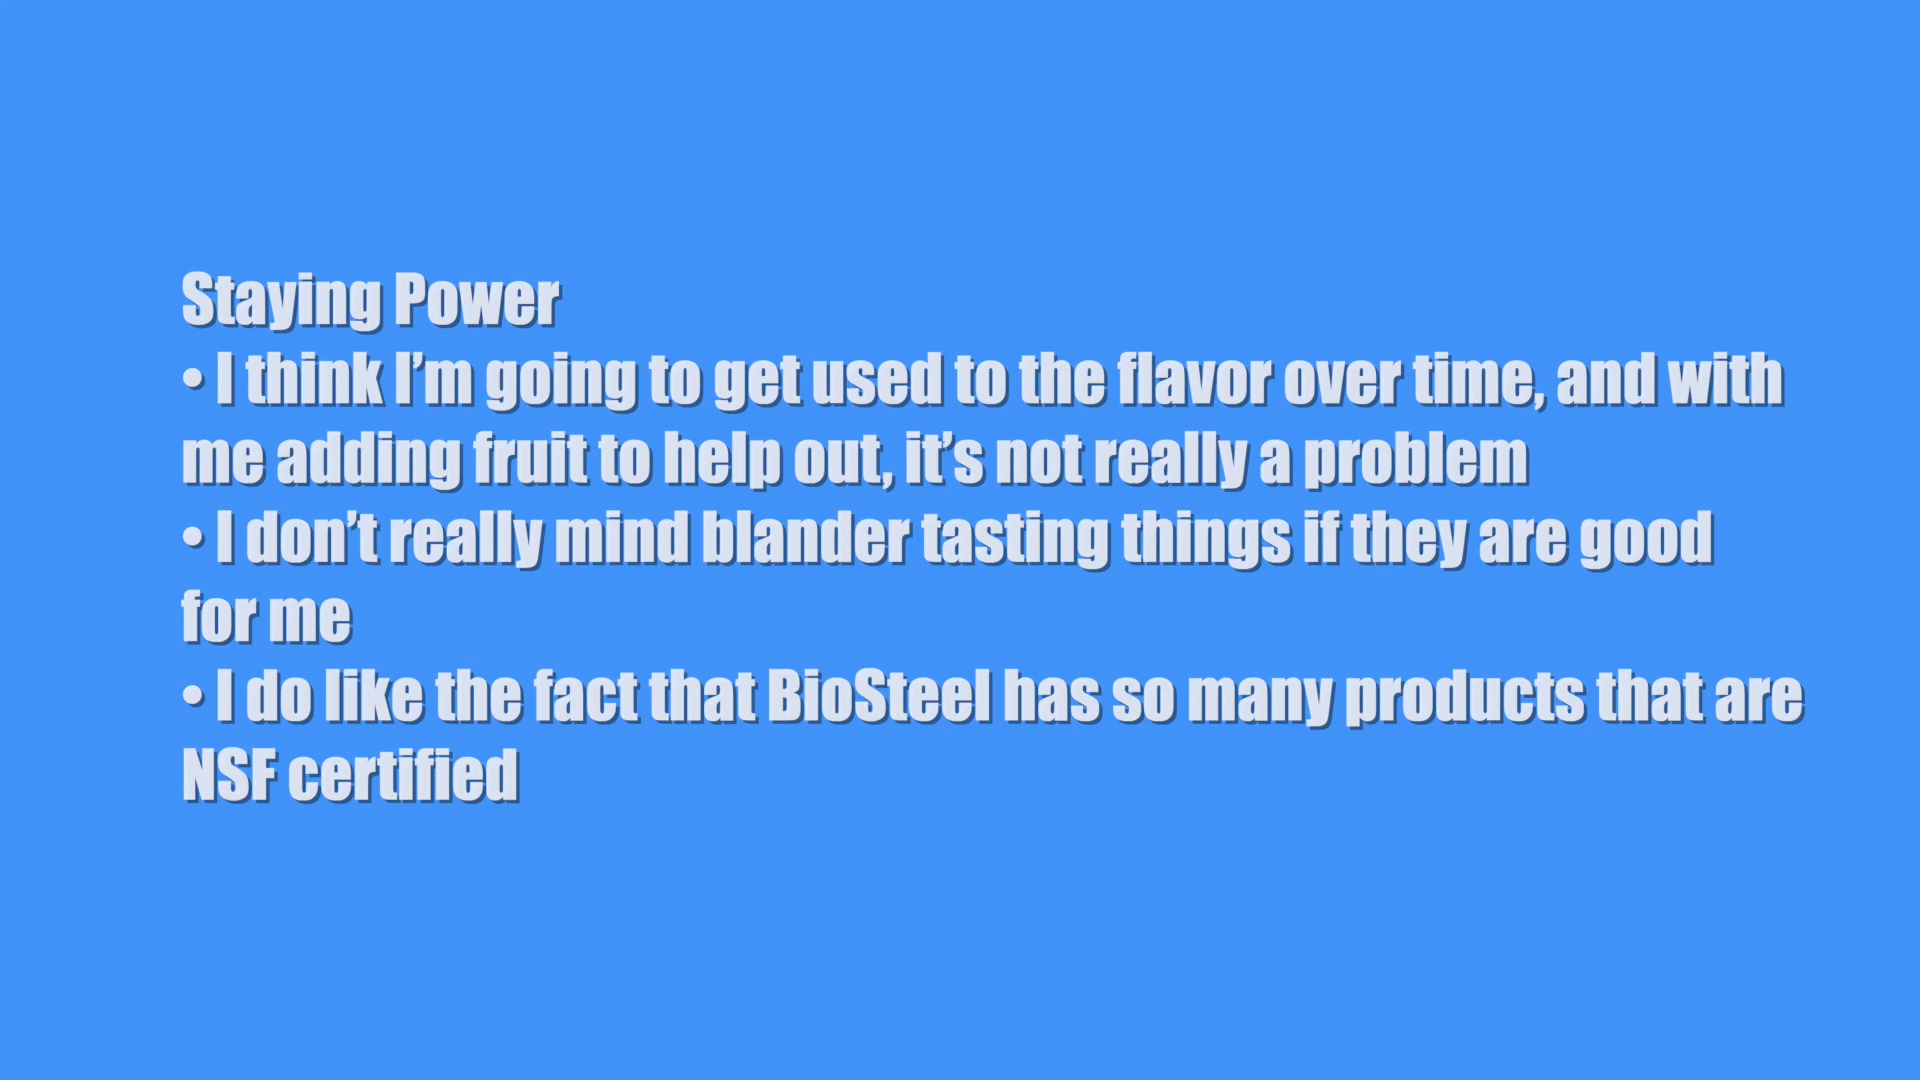 Staying Power
• I think I’m going to get used to the flavor over time, and with
me adding fruit to help out, it’s not really a problem
• I don’t really mind blander tasting things if they are good
for me
• I do like the fact that BioSteel has so many products that are
NSF certified